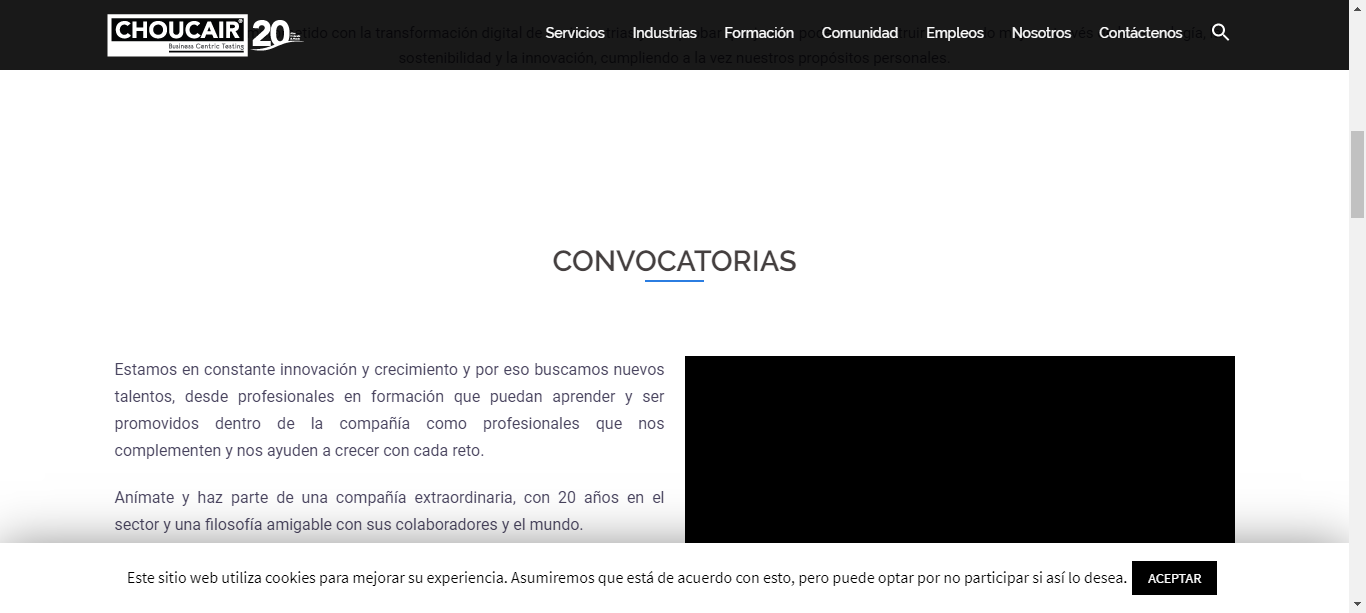 CHOUCAIR
Business Centric Testing
20
Servicios Industrias Formación Comunidad Empleos Nosotros Contáctenos
con la transformación digital de
sostenibilidad y la innovación, cumpliendo a la vez nuestros propósitos personales.
CONVOCATORIAS
Estamos en constante innovación y crecimiento y por eso buscamos nuevos
talentos, desde profesionales en formación que puedan aprender y ser
promovidos dentro de la compañía como profesionales que nos
complementen y nos ayuden a crecer con cada reto.
Anímate y haz parte de una compañía extraordinaria, con 20 años en el
sector y una filosofía amigable con sus colaboradores y el mundo.
Este sitio web utiliza cookies para mejorar su experiencia. Asumiremos que está de acuerdo con esto, pero puede optar por no participar si así lo desea. ACEPTAR